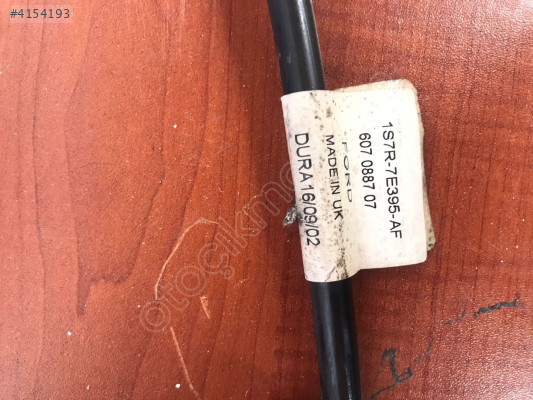 #4154193
1S7R-7E395-AF
607 0887 07
FORD
MADE IN UK
DURA 16/09/02
otoçıkma